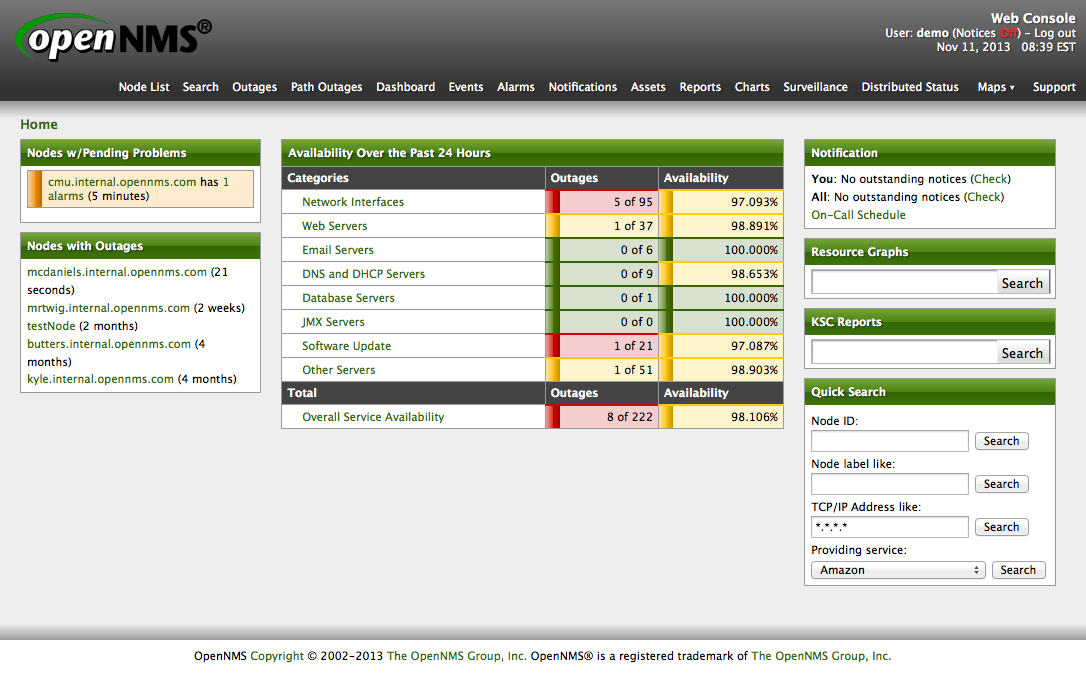 openNMS®
Web Console
User: demo (Notices Off) - Log out
Nov 11, 2013 08:39 EST
Node List Search Outages Path Outages Dashboard Events Alarms Notifications Assets Reports Charts Surveillance Distributed Status Maps ▾ Support
Home
Nodes w/Pending Problems
cmu.internal.opennms.com has 1
alarms (5 minutes)
Nodes with Outages
mcdaniels.internal.opennms.com (21
seconds)
mrtwig.internal.opennms.com (2 weeks)
testNode (2 months)
butters.internal.opennms.com (4
months)
kyle.internal.opennms.com (4 months)
Availability Over the Past 24 Hours
Categories Outages Availability
Network Interfaces 5 of 95 97.093%
Web Servers 1 of 37 98.891%
Email Servers 0 of 6 100.000%
DNS and DHCP Servers 0 of 9 98.653%
Database Servers 0 of 1 100.000%
JMX Servers 0 of 0 100.000%
Software Update 1 of 21 97.087%
Other Servers 1 of 51 98.903%
Total Outages Availability
Overall Service Availability 8 of 222 98.106%
Notification
You: No outstanding notices (Check)
All: No outstanding notices (Check)
On-Call Schedule
Resource Graphs
Search
KSC Reports
Search
Quick Search
Node ID:
Search
Node label like:
Search
TCP/IP Address like:
*.*.*.* Search
Providing service:
Amazon Search
OpenNMS Copyright © 2002-2013 The OpenNMS Group, Inc. OpenNMS® is a registered trademark of The OpenNMS Group, Inc.